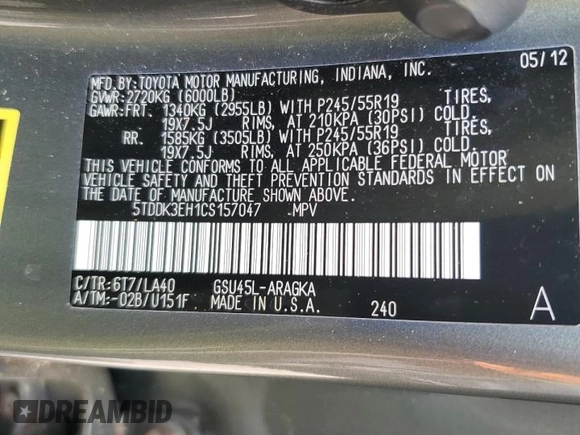 MFD.BY:TOYOTA MOTOR MANUFACTURING, INDIANA, INC. 05/12
GVWR:2720KG (6000LB)
GAWR:FRT. 1340KG (2955LB) WITH P245/55R19 TIRES,
19X7.5J RIMS, AT 210KPA (30PSI) COLD.
RR. 1585KG (3505LB) WITH P245/55R19 TIRES,
19X7.5J RIMS, AT 250KPA (36PSI) COLD.
THIS VEHICLE CONFORMS TO ALL APPLICABLE FEDERAL MOTOR
VEHICLE SAFETY AND THEFT PREVENTION STANDARDS IN EFFECT ON
THE DATE OF MANUFACTURE SHOWN ABOVE.
5TDDK3EH1CS157047 MPV
C/TR:6T7/LA40 GSU45L-ARAGKA
A/TM:-02B/U151F MADE IN U.S.A. 240 A
DREAMBID